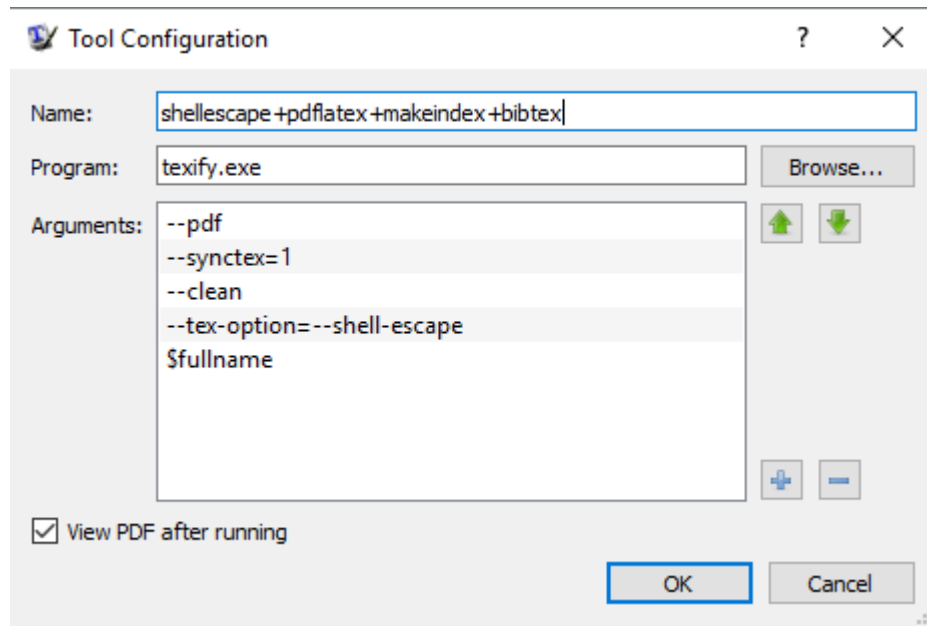 Tool Configuration ?
Name: shellescape+pdflatex+makeindex+bibtex
Program: texify.exe Browse...
Arguments: --pdf
--synctex=1
--clean
--tex-option=--shell-escape
$fullname
View PDF after running
OK Cancel